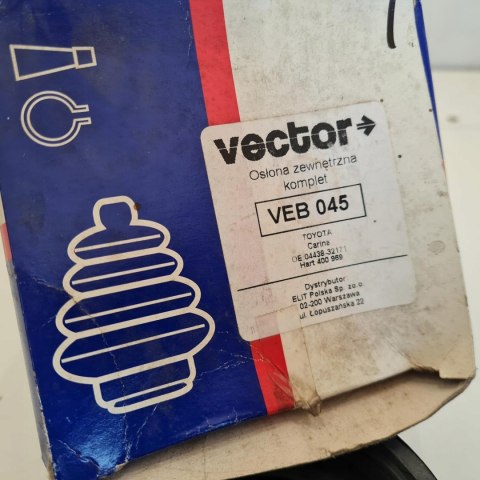 vector
Osłona zewnętrzna
komplet
VEB 045
TOYOTA
Carina
OE 04438-32171
Hart 400 969
Dystrybutor
ELIT Polska Sp. zo.o.
02-200 Warszawa
ul. Łopuszańska 22